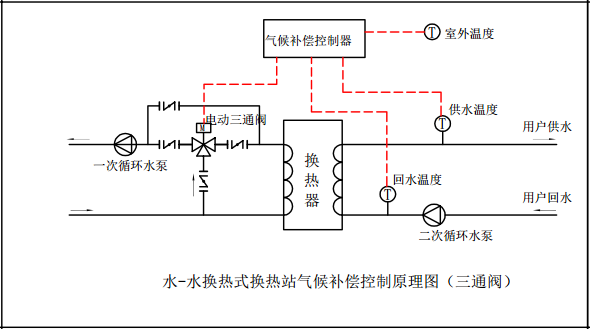 气候补偿控制器
T
室外温度
电动三通阀
M
供水温度
T
用户供水
一次循环水泵
换热器
回水温度
T
用户回水
二次循环水泵
水-水换热式换热站气候补偿控制原理图（三通阀）